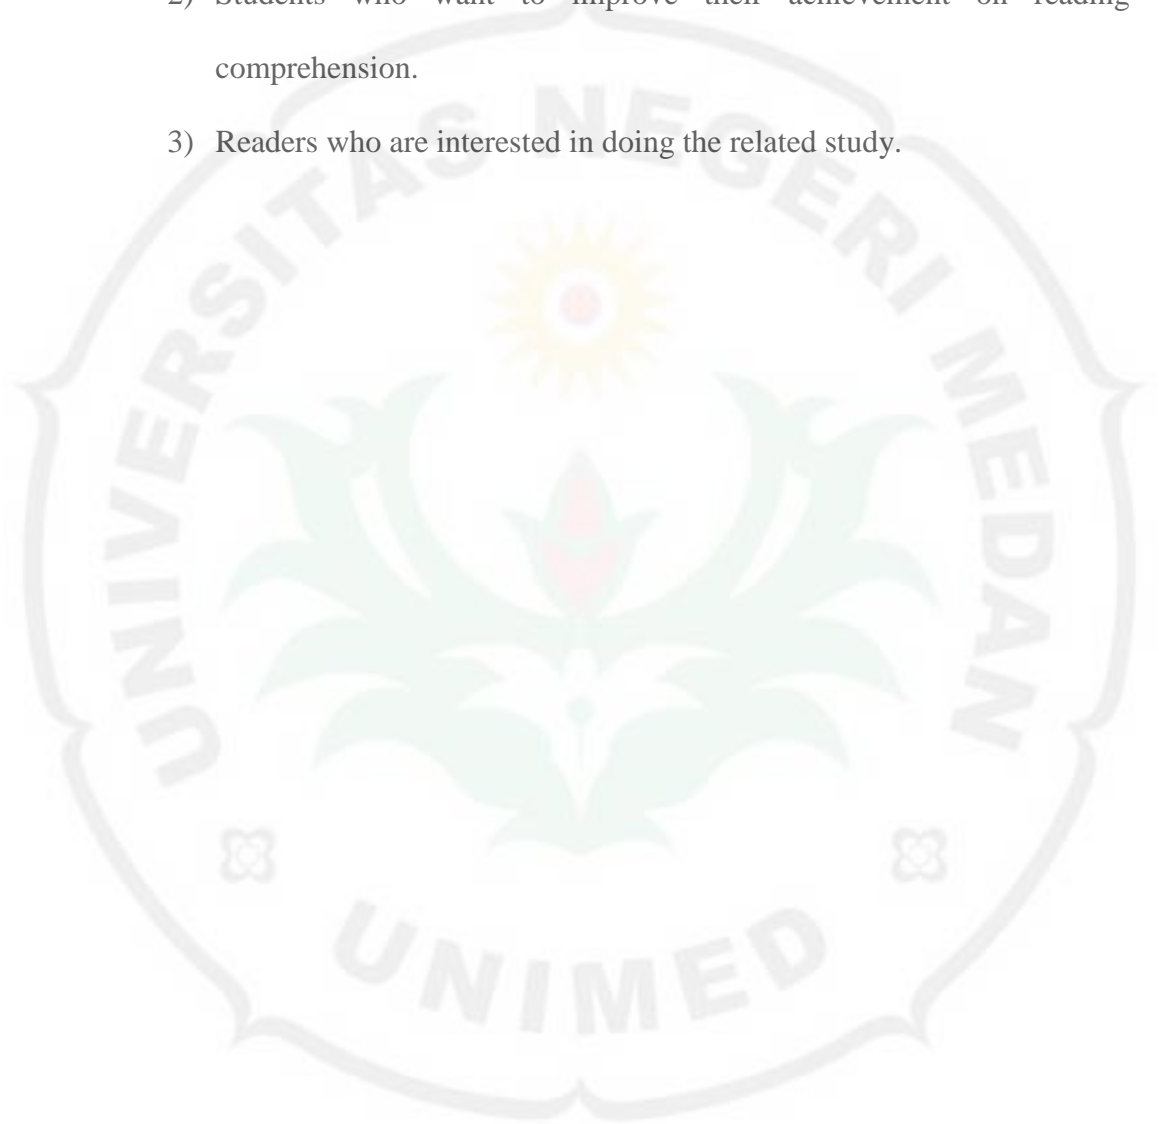 2) Students who want to improve their achievement on reading
comprehension.
3) Readers who are interested in doing the related study.
UNIVERSITAS NEGERI MEDAN
UNIMED